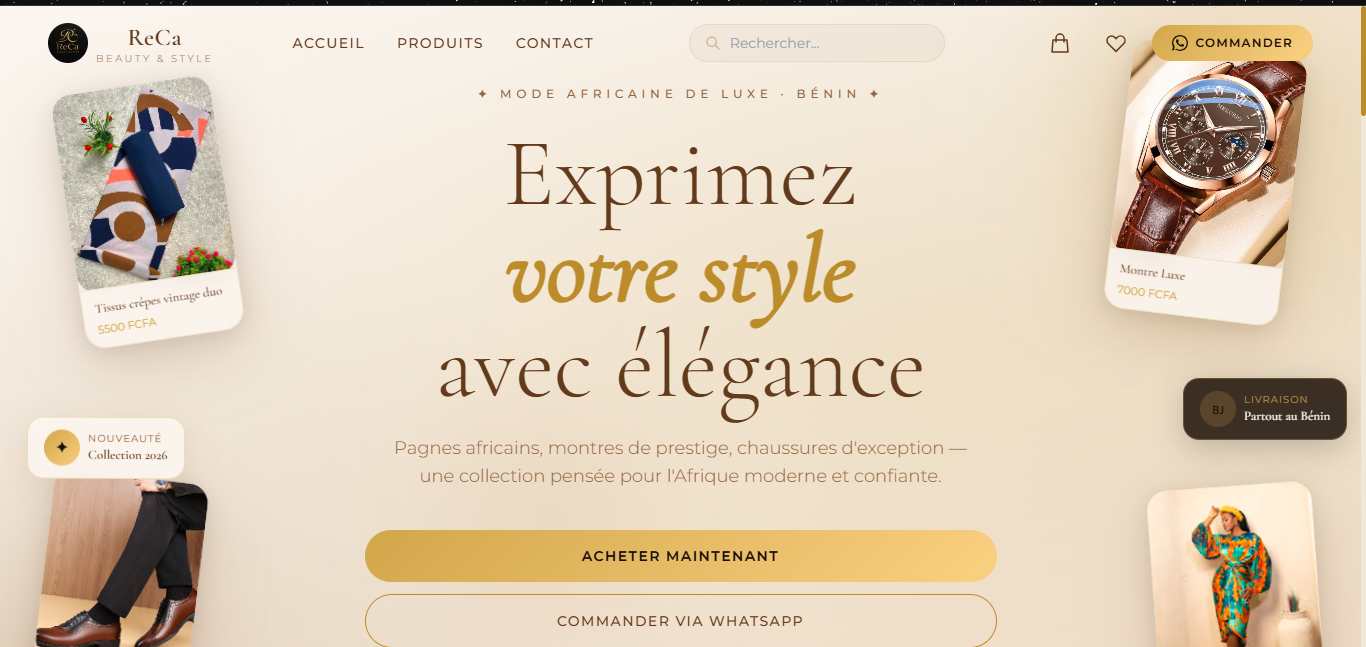 ReCa
ReCa
BEAUTY & STYLE
ACCUEIL
PRODUITS
CONTACT
Rechercher...
COMMANDER
✦ MODE AFRICAINE DE LUXE · BÉNIN ✦
Exprimez
votre style
avec élégance
Tissus crêpes vintage duo
5500 FCFA
Montre Luxe
7000 FCFA
NOUVEAUTÉ
Collection 2026
BJ
LIVRAISON
Partout au Bénin
Pagnes africains, montres de prestige, chaussures d'exception —
une collection pensée pour l'Afrique moderne et confiante.
ACHETER MAINTENANT
COMMANDER VIA WHATSAPP